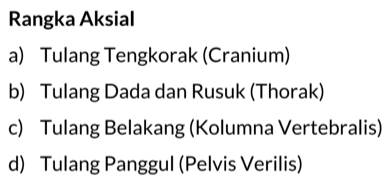 Rangka Aksial
a) Tulang Tengkorak (Cranium)
b) Tulang Dada dan Rusuk (Thorak)
c) Tulang Belakang (Kolumna Vertebralis)
d) Tulang Panggul (Pelvis Verilis)